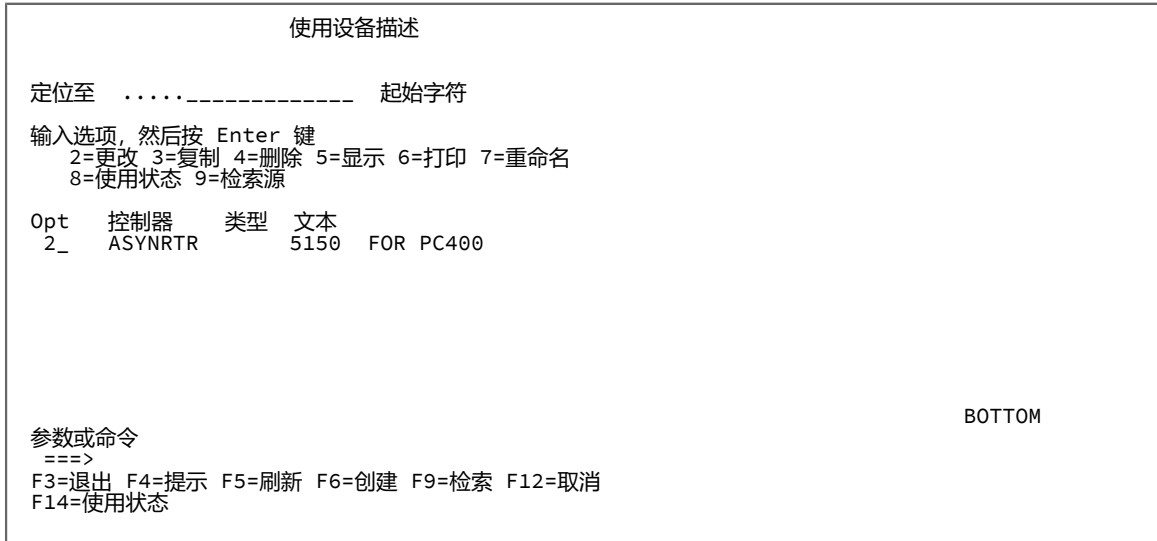 使用设备描述
定位至 ....._____________ 起始字符
输入选项, 然后按 Enter 键
2=更改 3=复制 4=删除 5=显示 6=打印 7=重命名
8=使用状态 9=检索源
Opt 控制器 类型 文本
2_ ASYNRTR 5150 FOR PC400
BOTTOM
参数或命令
===>
F3=退出 F4=提示 F5=刷新 F6=创建 F9=检索 F12=取消
F14=使用状态